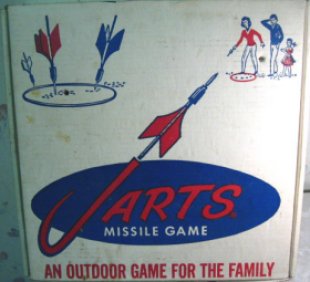 JARTS
MISSILE GAME
AN OUTDOOR GAME FOR THE FAMILY